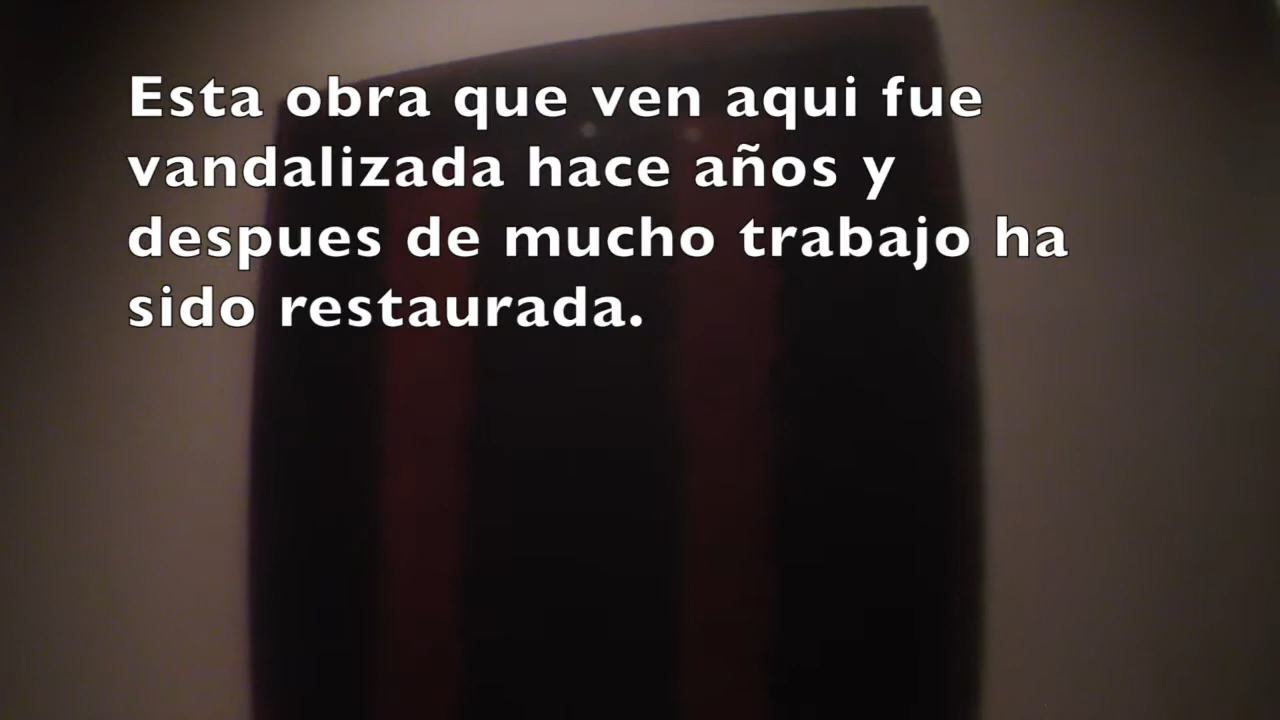 Esta obra que ven aqui fue
vandalizada hace años y
despues de mucho trabajo ha
sido restaurada.